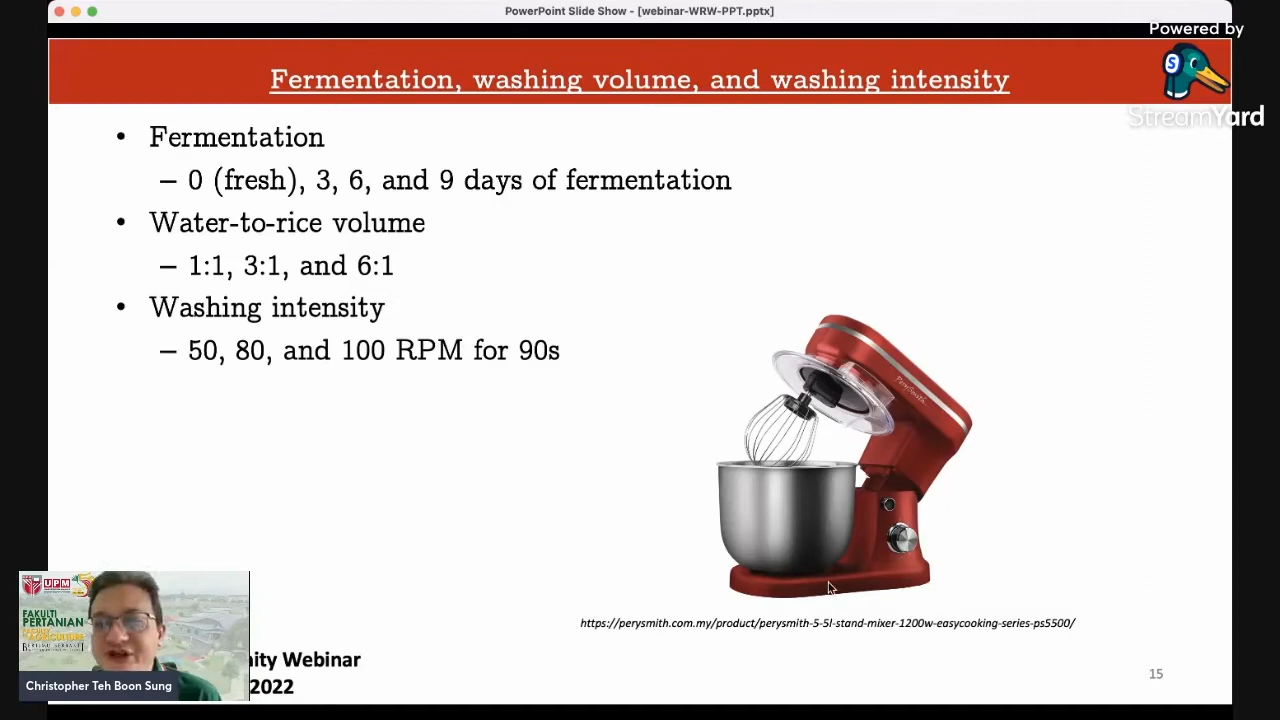 PowerPoint Slide Show - [webinar-WRW-PPT.pptx]
Powered by
StreamYard
Fermentation, washing volume, and washing intensity
• Fermentation
– 0 (fresh), 3, 6, and 9 days of fermentation
• Water-to-rice volume
– 1:1, 3:1, and 6:1
• Washing intensity
– 50, 80, and 100 RPM for 90s
https://perysmith.com.my/product/perysmith-5-5l-stand-mixer-1200w-easycooking-series-ps5500/
UPM
FAKULTI
PERTANIAN
Christopher Teh Boon Sung
ity Webinar
2022
15